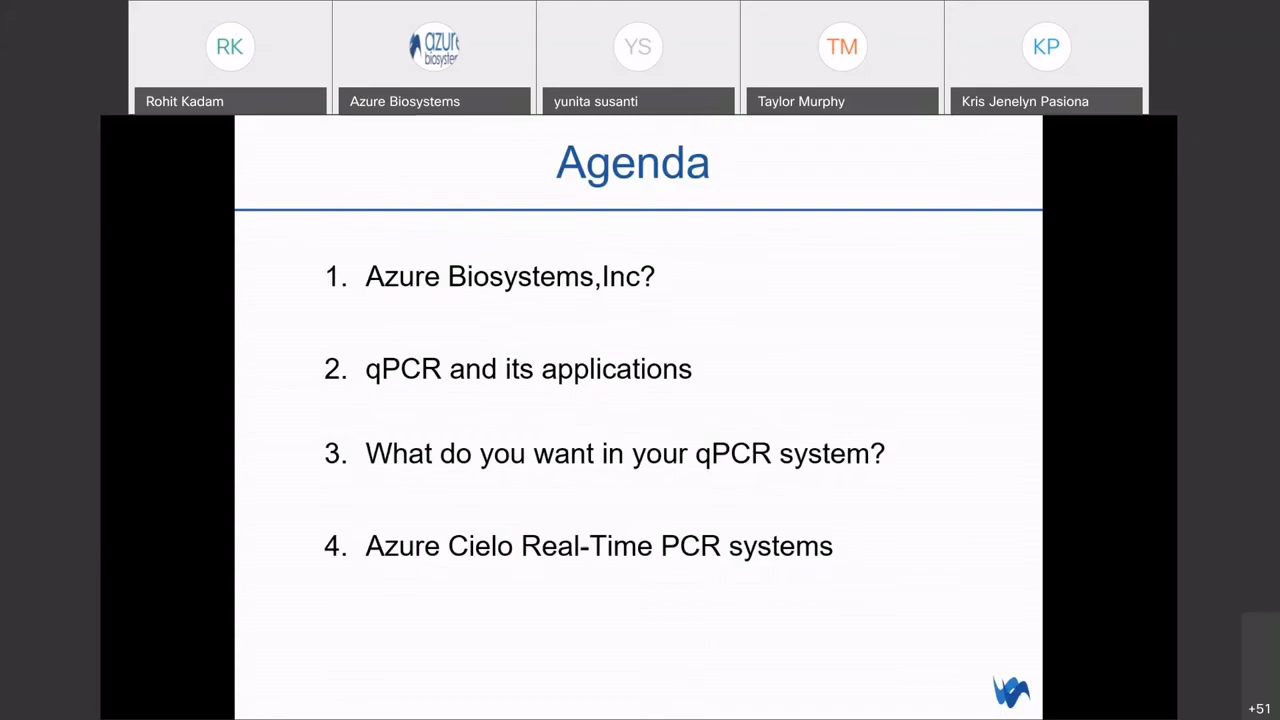 RK
azure
biosystem
YS
TM
KP
Rohit Kadam
Azure Biosystems
yunita susanti
Taylor Murphy
Kris Jenelyn Pasiona
Agenda
1. Azure Biosystems,Inc?
2. qPCR and its applications
3. What do you want in your qPCR system?
4. Azure Cielo Real-Time PCR systems
+51